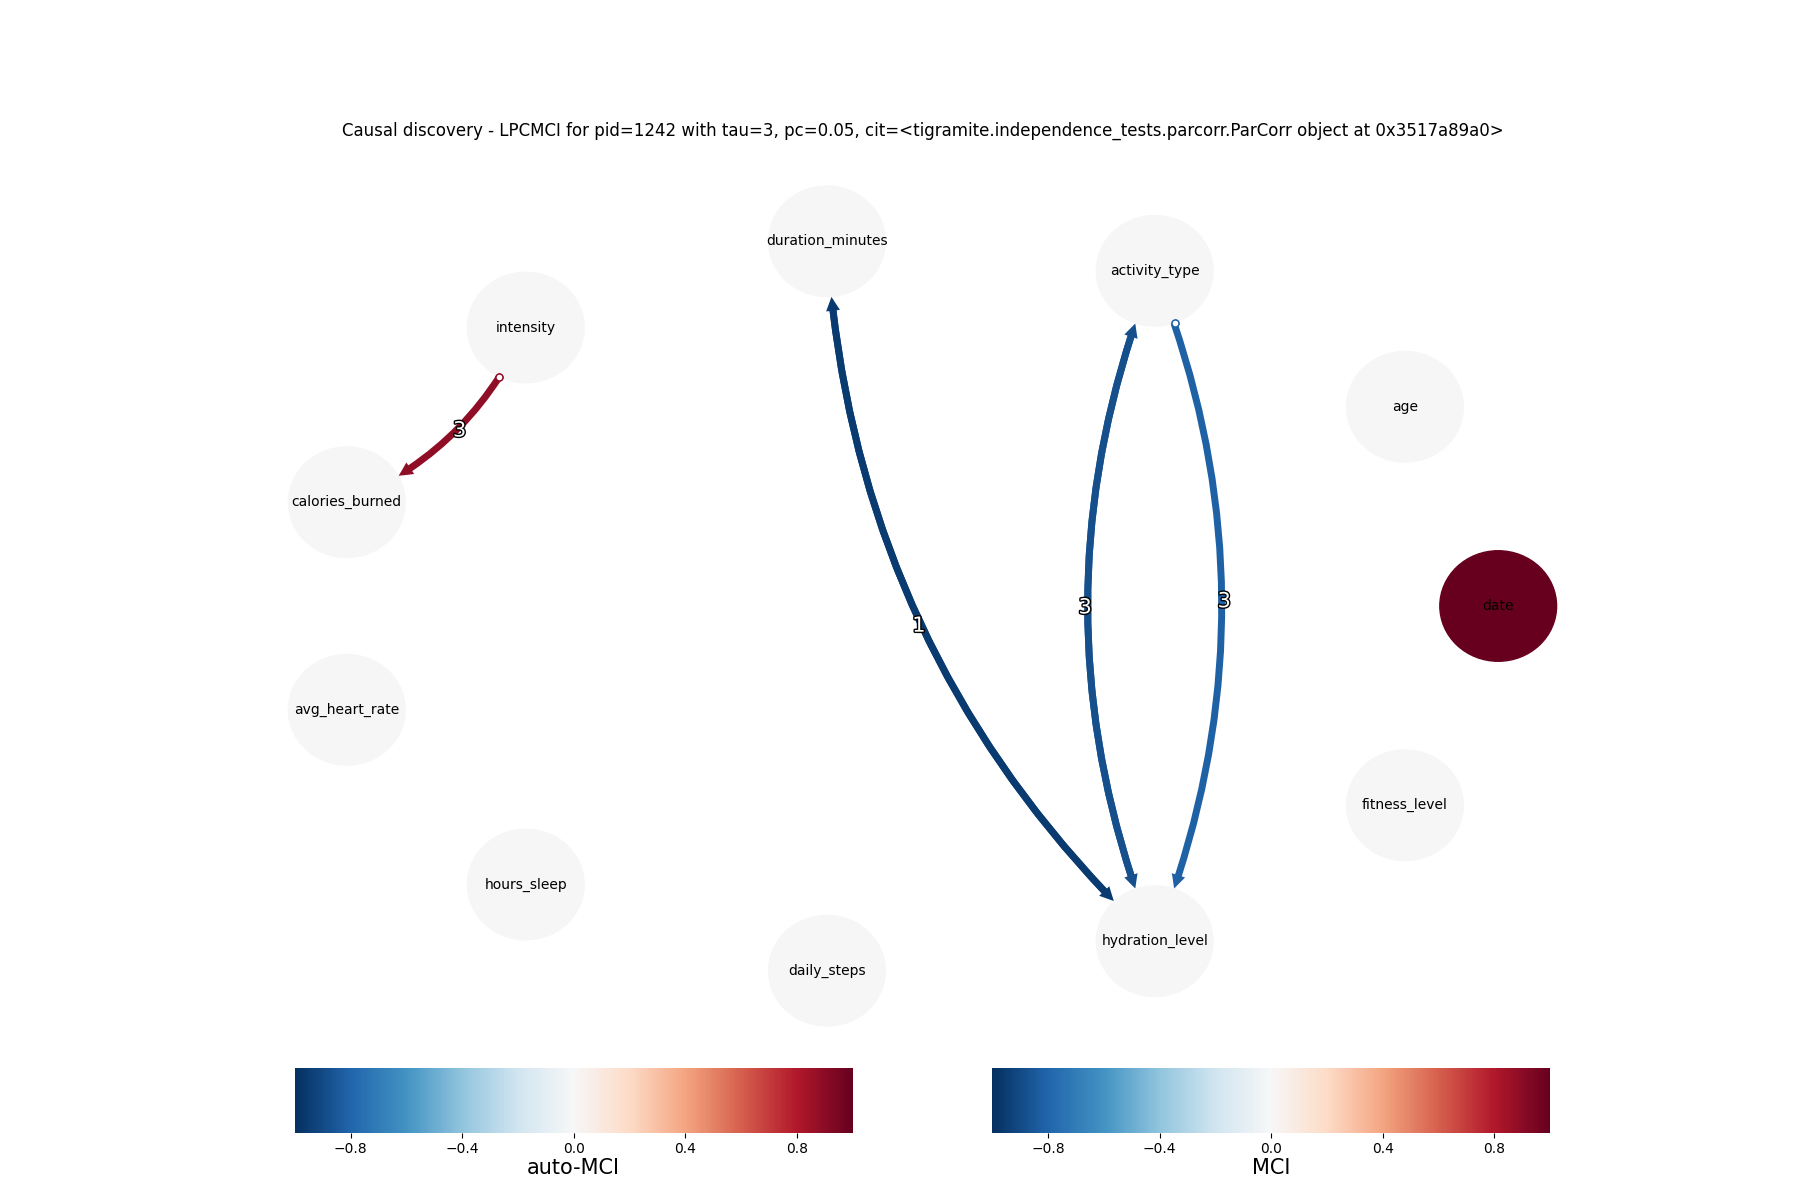 Causal discovery - LPCMCI for pid=1242 with tau=3, pc=0.05, cit=<tigramite.independence_tests.parcorr.ParCorr object at 0x3517a89a0>
duration_minutes
activity_type
intensity
age
3
calories_burned
3
3
date
1
avg_heart_rate
fitness_level
hours_sleep
hydration_level
daily_steps
−0.8 −0.4 0.0 0.4 0.8
auto-MCI
−0.8 −0.4 0.0 0.4 0.8
MCI